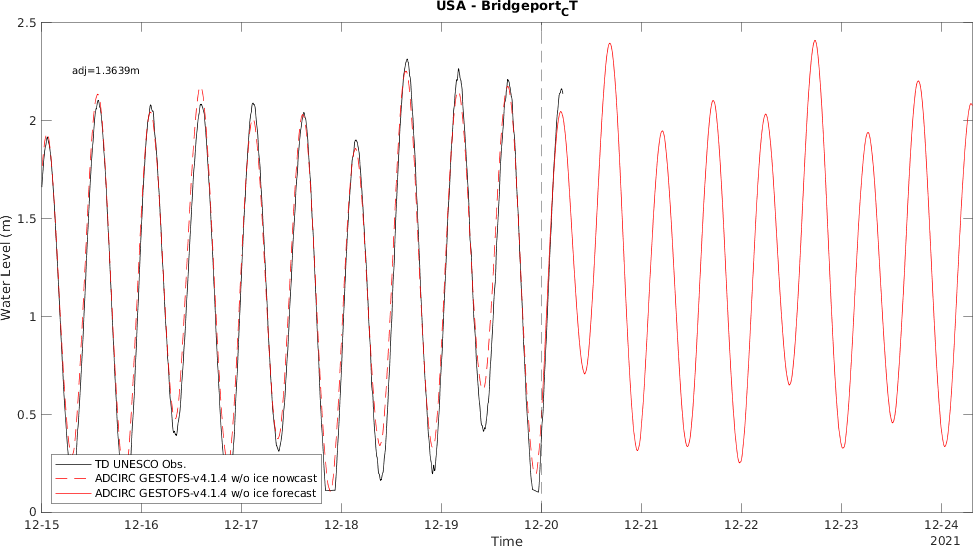 USA - Bridgeport_CT
adj=1.3639m
2.5
2
1.5
1
0.5
0
Water Level (m)
TD UNESCO Obs.
ADCIRC GESTOFS-v4.1.4 w/o ice nowcast
ADCIRC GESTOFS-v4.1.4 w/o ice forecast
12-15 12-16 12-17 12-18 12-19 12-20 12-21 12-22 12-23 12-24
Time
2021